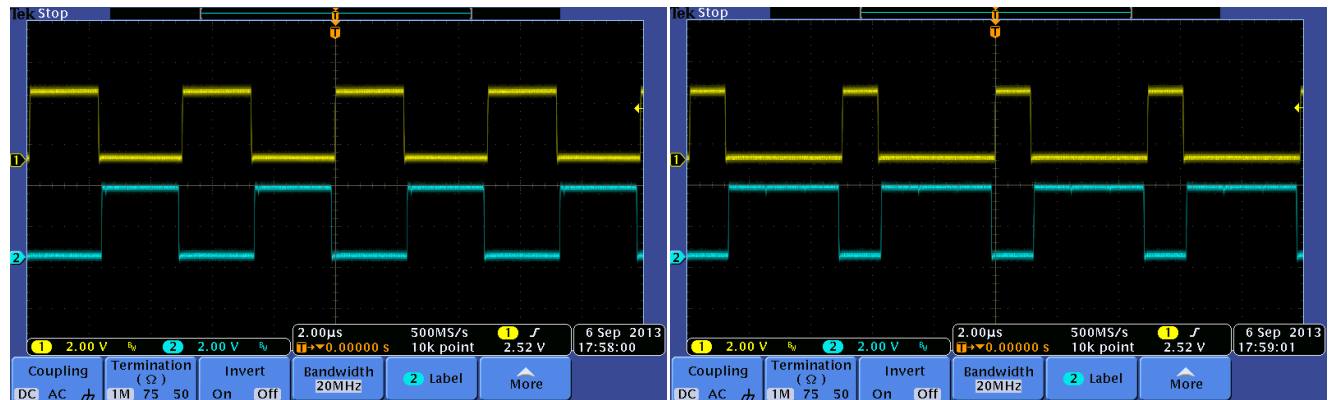 Tek Stop
T
T
1
2
2.00µs 500MS/s 1 6 Sep 2013
1 2.00 V BW 2 2.00 V BW T→▼0.00000 s 10k point 2.52 V 17:58:00
Coupling
DC AC
Termination
(Ω)
1M 75 50
Invert
On Off
Bandwidth
20MHz
2 Label
More
Tek Stop
T
T
1
2
2.00µs 500MS/s 1 6 Sep 2013
1 2.00 V BW 2 2.00 V BW T→▼0.00000 s 10k point 2.52 V 17:59:01
Coupling
DC AC
Termination
(Ω)
1M 75 50
Invert
On Off
Bandwidth
20MHz
2 Label
More